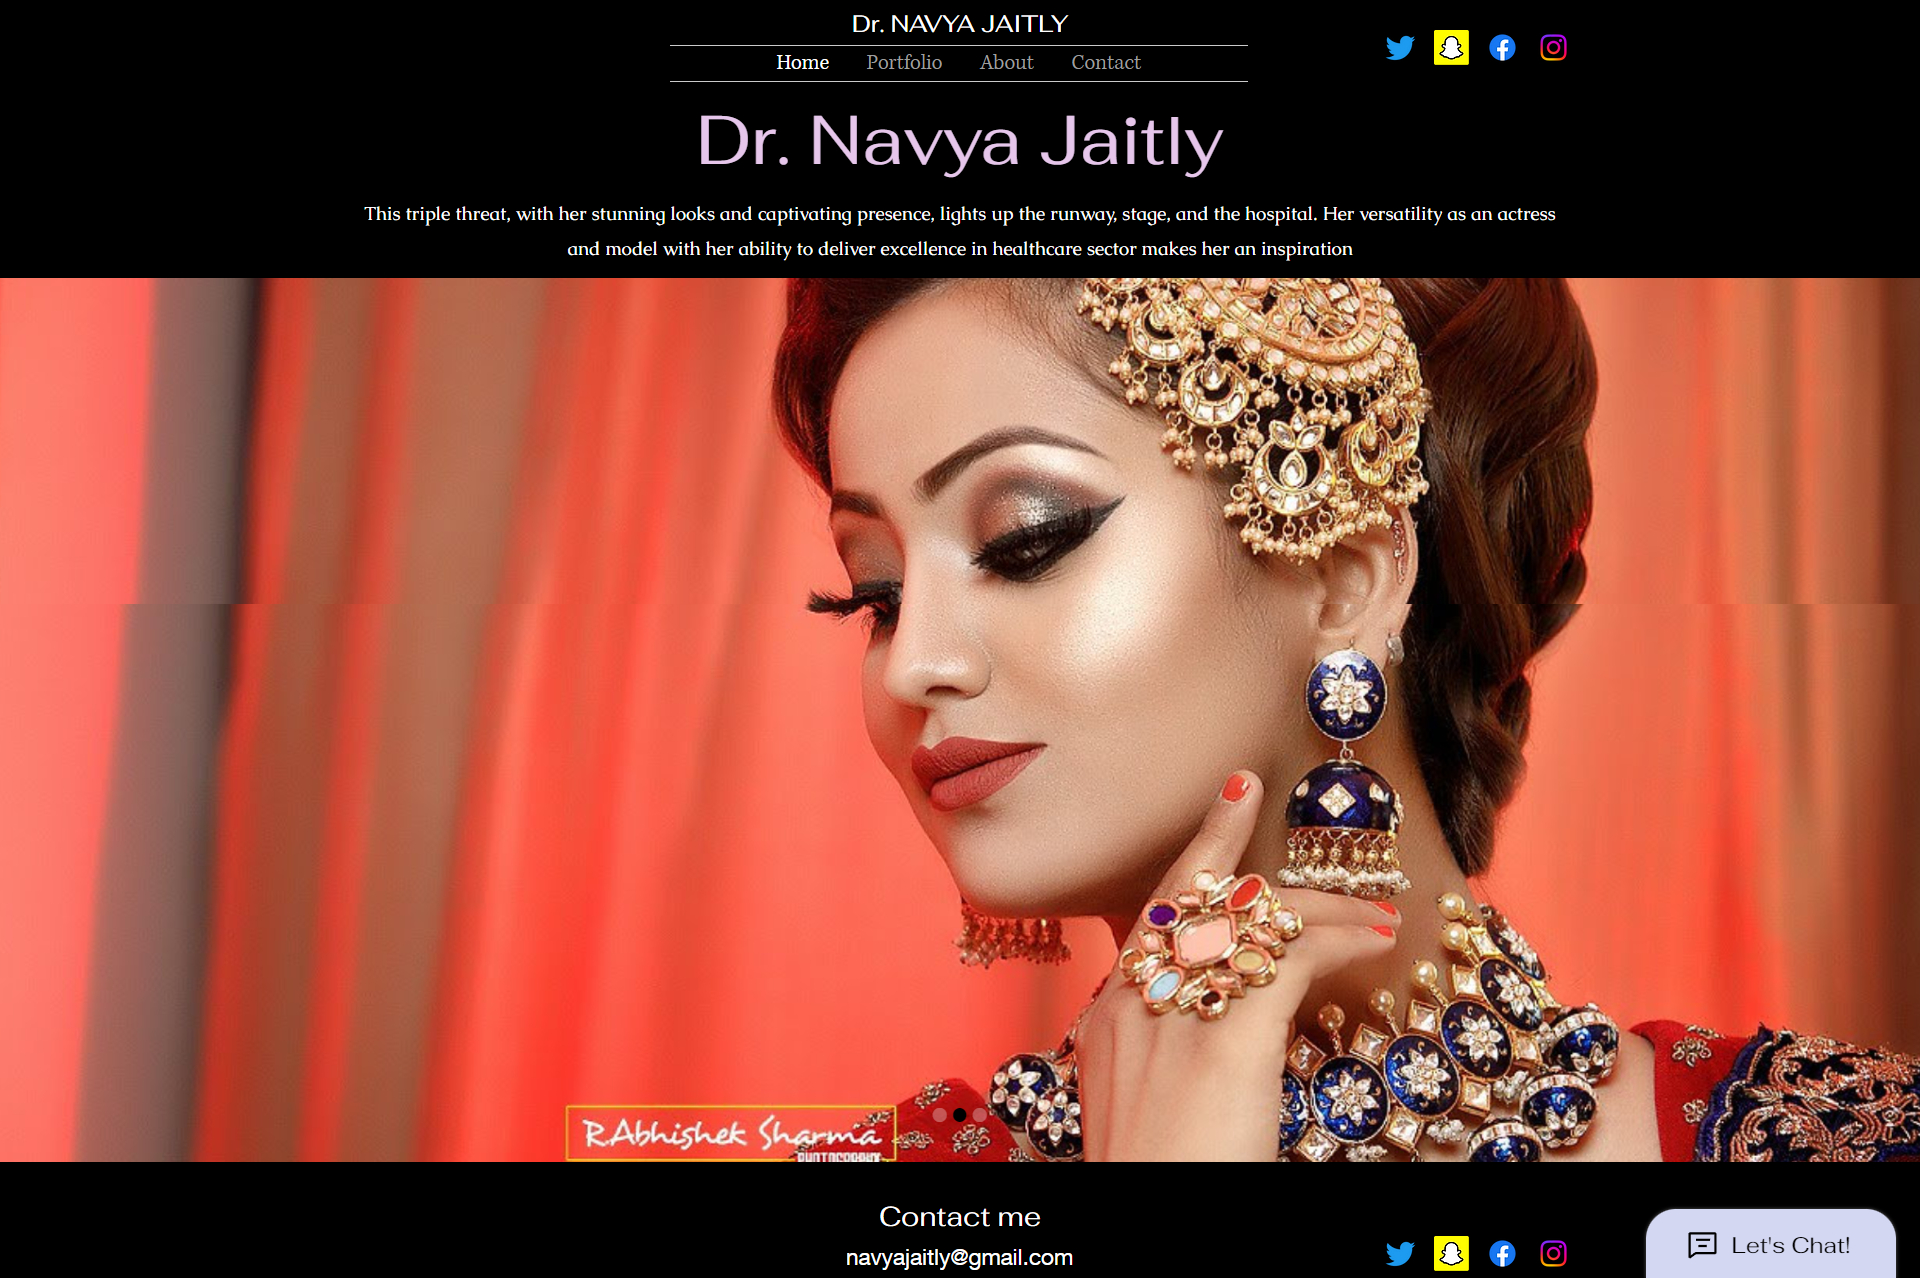 Dr. NAVYA JAITLY
Home Portfolio About Contact
Dr. Navya Jaitly
This triple threat, with her stunning looks and captivating presence, lights up the runway, stage, and the hospital. Her versatility as an actress
and model with her ability to deliver excellence in healthcare sector makes her an inspiration
R.Abhishek Sharma
PHOTOGRAPHY
Contact me
navyajaitly@gmail.com
Let's Chat!